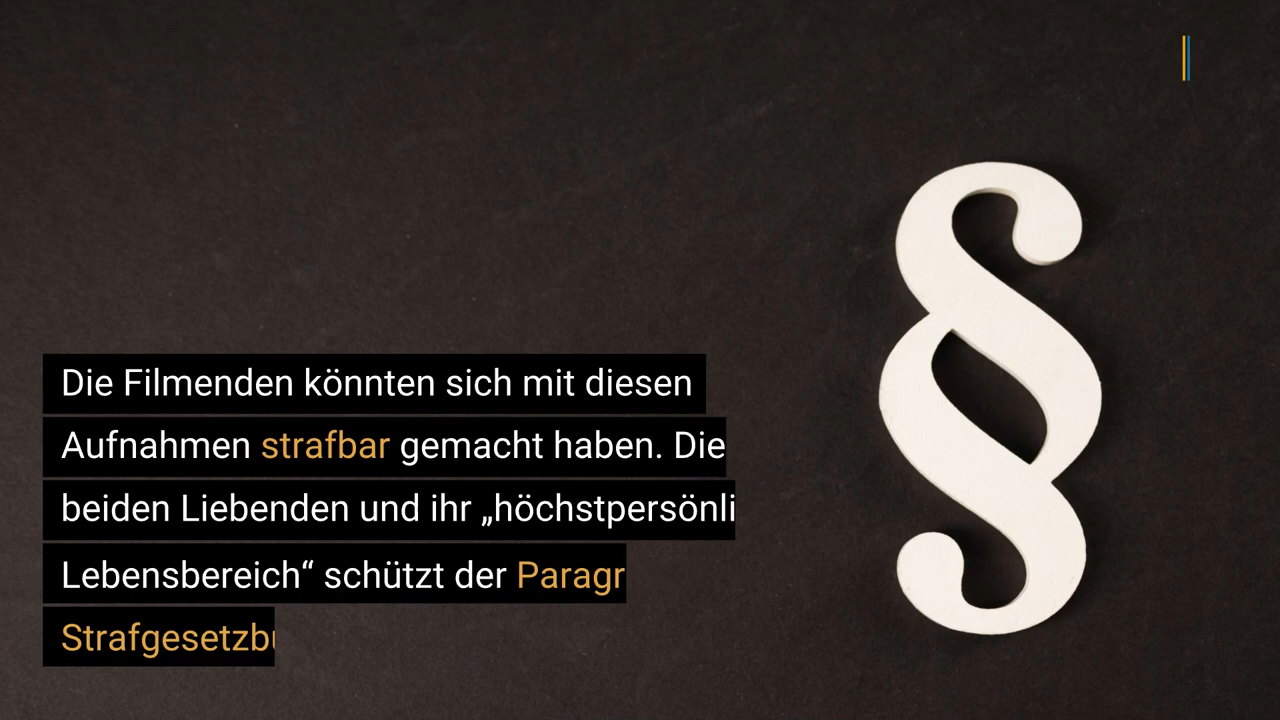 Die Filmenden könnten sich mit diesen
Aufnahmen strafbar gemacht haben. Die
beiden Liebenden und ihr „höchstpersönli
Lebensbereich“ schützt der Paragr
Strafgesetzbu
§